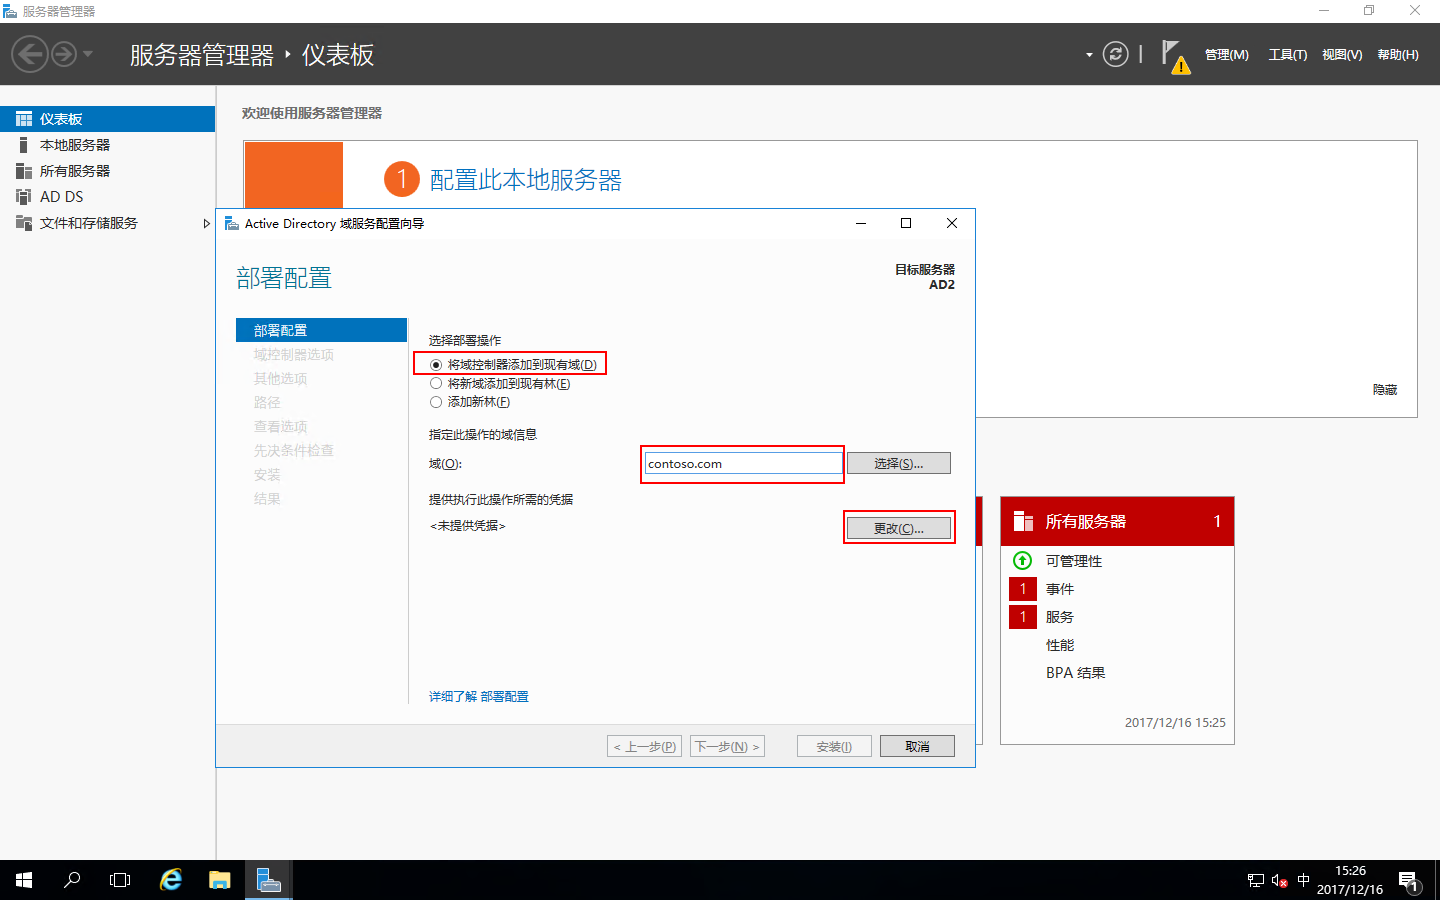 服务器管理器
服务器管理器 ‣ 仪表板
管理(M) 工具(T) 视图(V) 帮助(H)
仪表板
本地服务器
所有服务器
AD DS
文件和存储服务
欢迎使用服务器管理器
1 配置此本地服务器
隐藏
Active Directory 域服务配置向导
部署配置
目标服务器
AD2
部署配置
域控制器选项
其他选项
路径
查看选项
先决条件检查
安装
结果
选择部署操作
将域控制器添加到现有域(D)
将新域添加到现有林(E)
添加新林(F)
指定此操作的域信息
域(O):
contoso.com
选择(S)...
提供执行此操作所需的凭据
<未提供凭据>
更改(C)...
详细了解 部署配置
< 上一步(P)
下一步(N) >
安装(I)
取消
所有服务器 1
可管理性
1 事件
1 服务
性能
BPA 结果
2017/12/16 15:25
中
15:26
2017/12/16
1